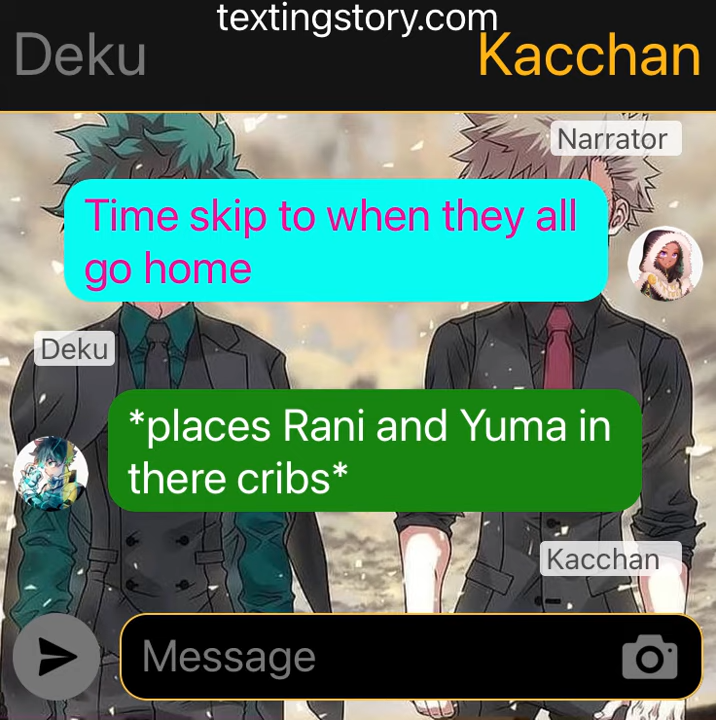 textingstory.com
Deku
Kacchan
Narrator
Time skip to when they all
go home
Deku
*places Rani and Yuma in
there cribs*
Kacchan
Message